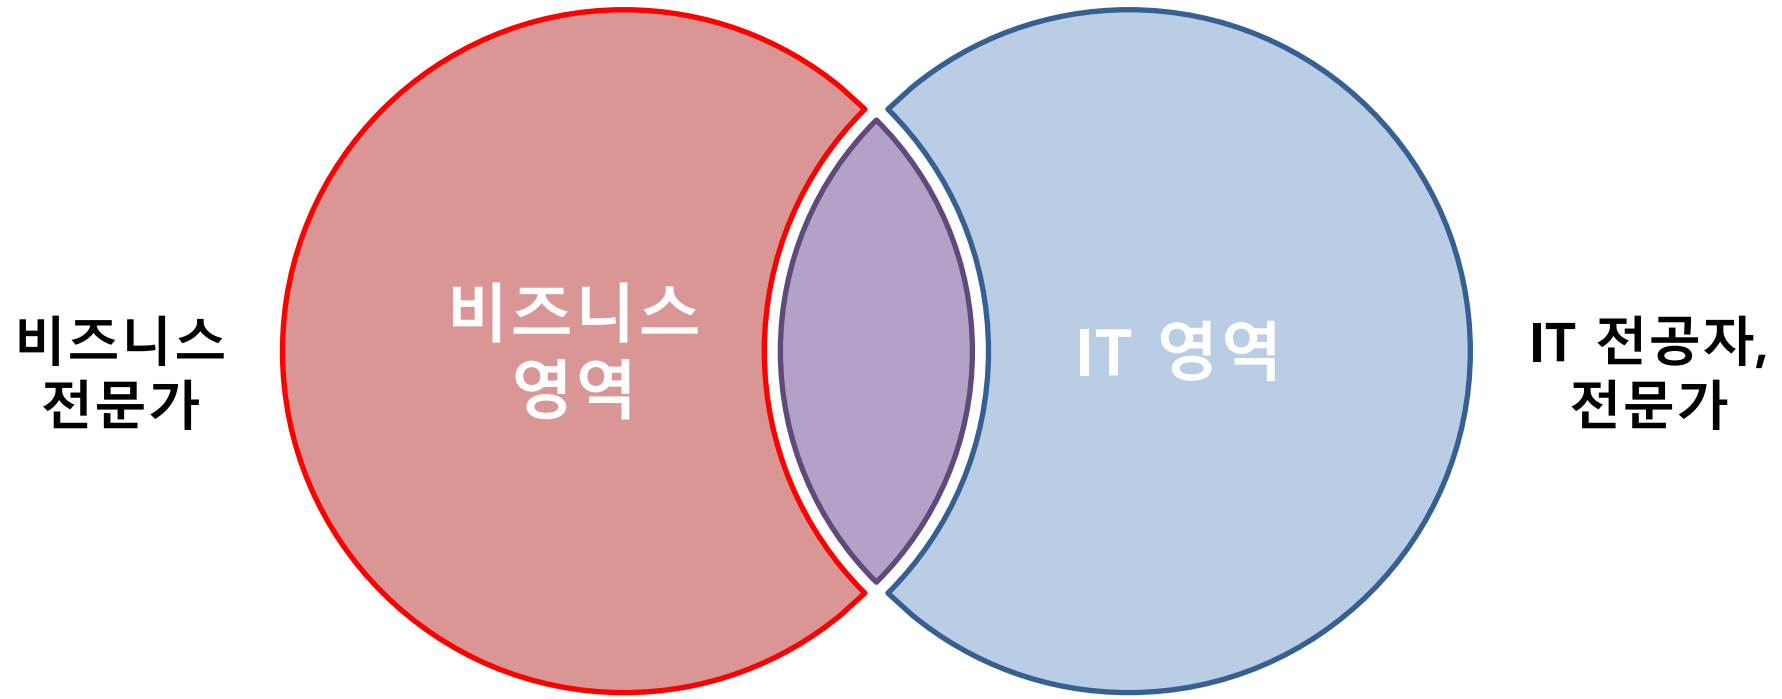 비즈니스
전문가
비즈니스
영역
IT 영역
IT 전공자,
전문가